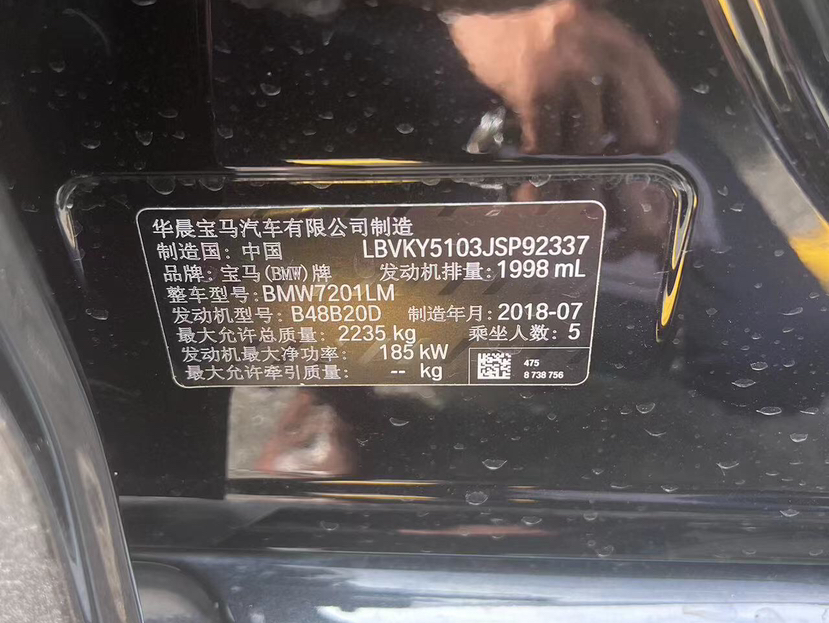 华晨宝马汽车有限公司制造
制造国：中国 LBVKY5103JSP92337
品牌：宝马(BMW)牌 发动机排量：1998 mL
整车型号：BMW7201LM
发动机型号：B48B20D 制造年月：2018-07
最大允许总质量：2235 kg 乘坐人数：5
发动机最大净功率：185 kW
最大允许牵引质量：-- kg
475
8 738 756